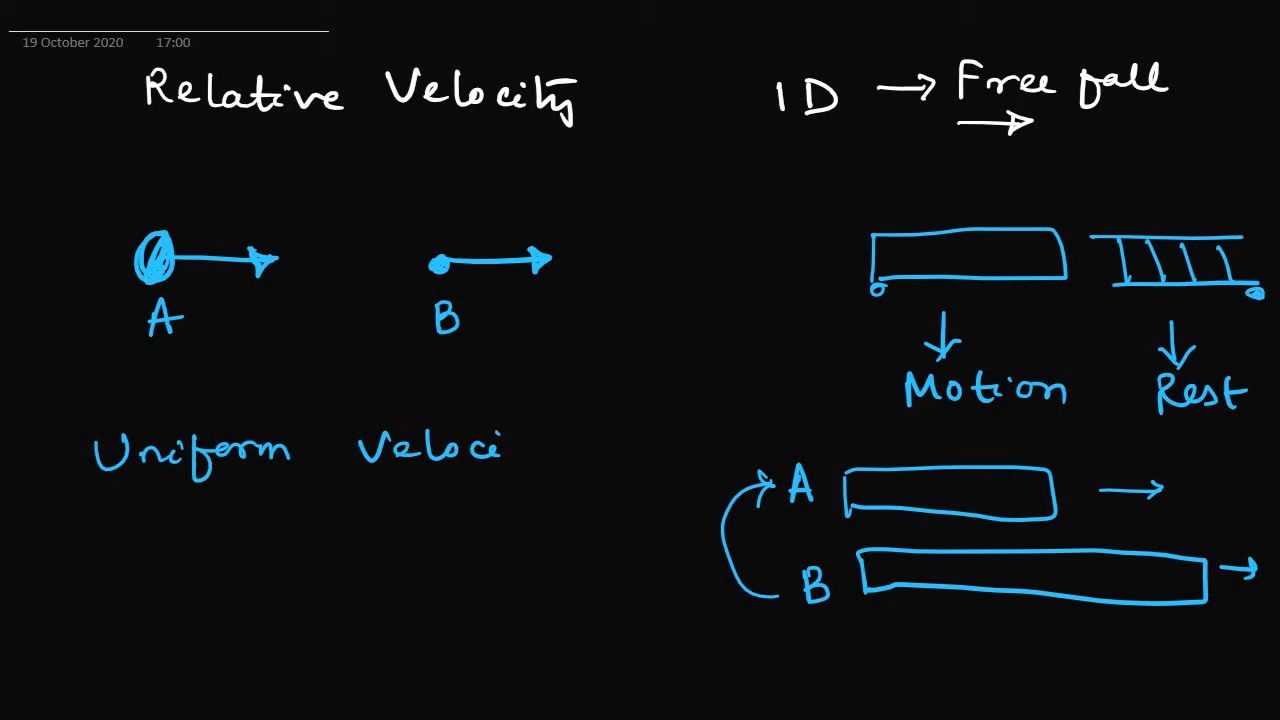 19 October 2020 17:00
Relative Velocity
1D → Free fall
A
B
Motion
Rest
Uniform Veloci
A
B